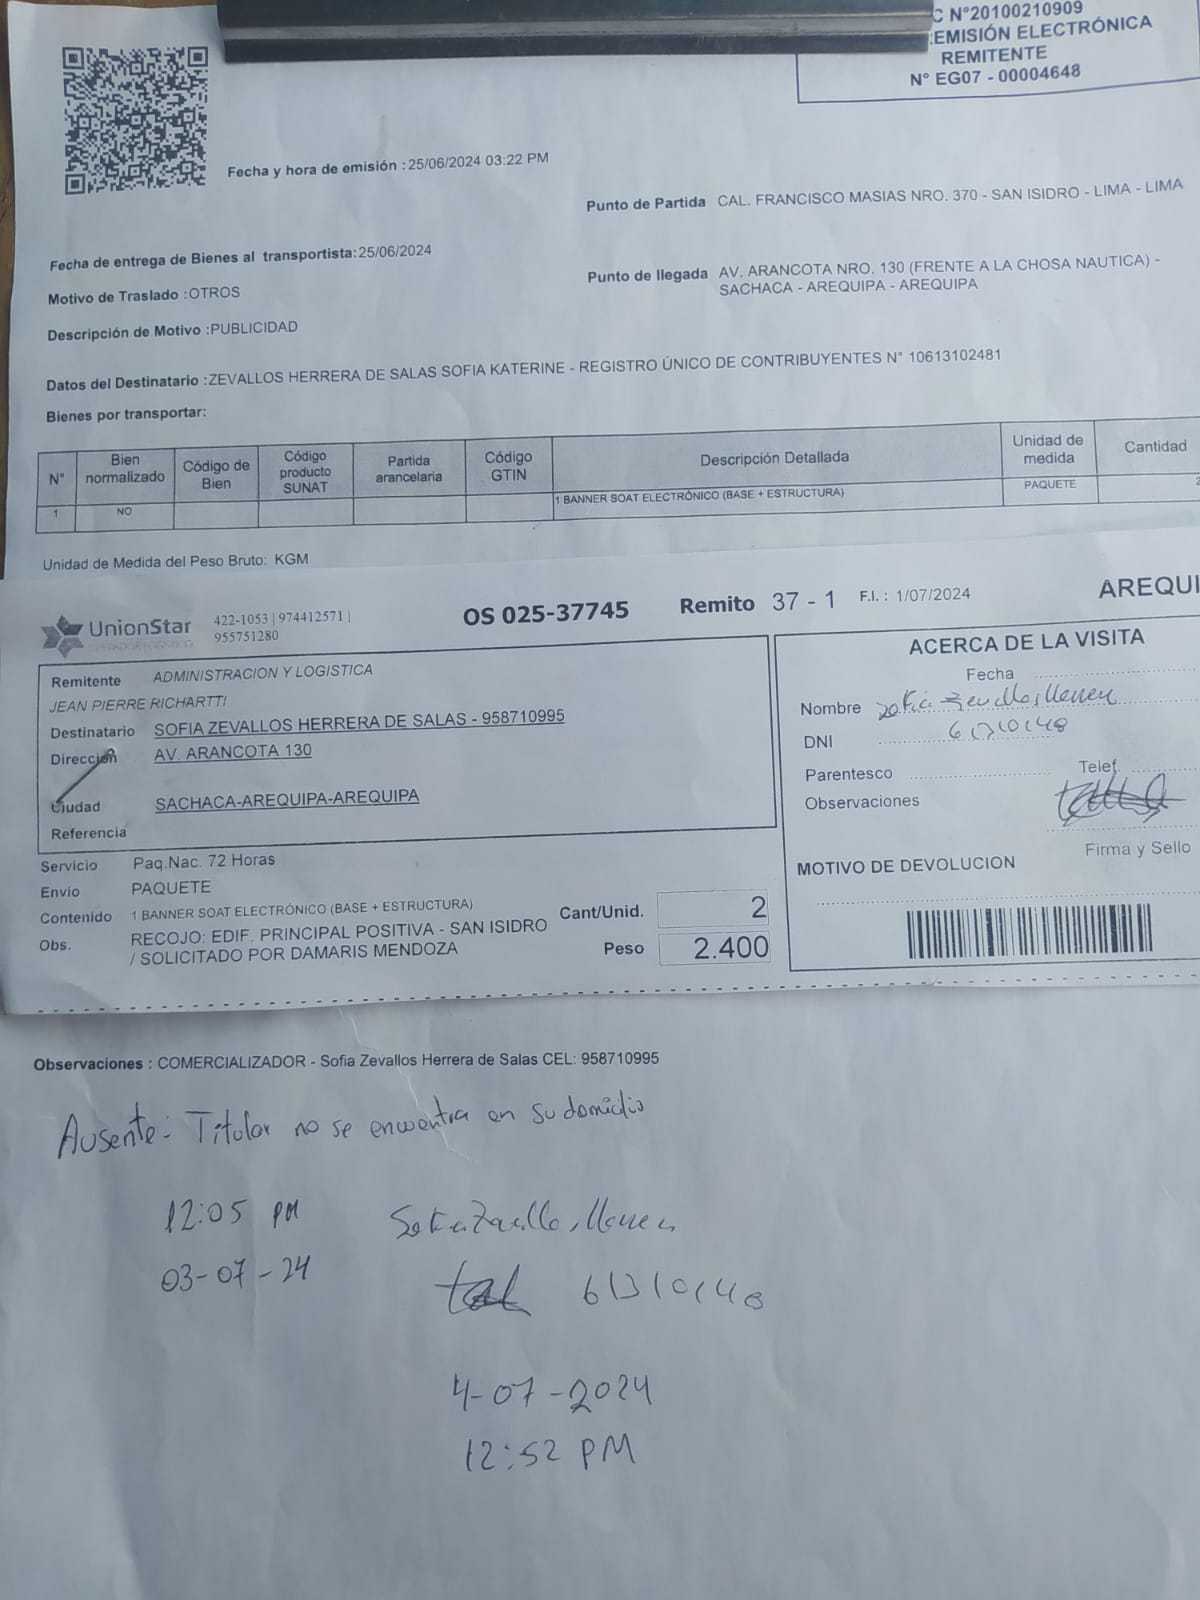 C N°20100210909
EMISIÓN ELECTRÓNICA
REMITENTE
N° EG07 - 00004648
Fecha y hora de emisión : 25/06/2024 03:22 PM
Punto de Partida CAL. FRANCISCO MASIAS NRO. 370 - SAN ISIDRO - LIMA - LIMA
Fecha de entrega de Bienes al transportista:25/06/2024
Punto de llegada AV. ARANCOTA NRO. 130 (FRENTE A LA CHOSA NAUTICA) -
SACHACA - AREQUIPA - AREQUIPA
Motivo de Traslado :OTROS
Descripción de Motivo :PUBLICIDAD
Datos del Destinatario :ZEVALLOS HERRERA DE SALAS SOFIA KATERINE - REGISTRO ÚNICO DE CONTRIBUYENTES N° 10613102481
Bienes por transportar:
N° Bien normalizado Código de Bien Código producto SUNAT Partida arancelaria Código GTIN Descripción Detallada Unidad de medida Cantidad
1 NO 1 BANNER SOAT ELECTRÓNICO (BASE + ESTRUCTURA) PAQUETE 2
Unidad de Medida del Peso Bruto: KGM
UnionStar 422-1053 | 974412571 |
955751280
OS 025-37745 Remito 37 - 1 F.I. : 1/07/2024 AREQUI
Remitente ADMINISTRACION Y LOGISTICA
JEAN PIERRE RICHARTTI
Destinatario SOFIA ZEVALLOS HERRERA DE SALAS - 958710995
Dirección AV. ARANCOTA 130
Ciudad SACHACA-AREQUIPA-AREQUIPA
Referencia
Servicio Paq.Nac. 72 Horas
Envio PAQUETE
Contenido 1 BANNER SOAT ELECTRÓNICO (BASE + ESTRUCTURA)
Obs. RECOJO: EDIF. PRINCIPAL POSITIVA - SAN ISIDRO
/ SOLICITADO POR DAMARIS MENDOZA
Cant/Unid. 2
Peso 2.400
ACERCA DE LA VISITA
Fecha
Nombre Sofia Zevallos Herrera
DNI 61310248
Parentesco Telef.
Observaciones
Firma y Sello
MOTIVO DE DEVOLUCION
Observaciones : COMERCIALIZADOR - Sofia Zevallos Herrera de Salas CEL: 958710995
Ausente: Titular no se encuentra en su domicilio
12:05 PM
03-07-24
Sofia Zevallos Herrera
61310248
4-07-2024
12:52 PM